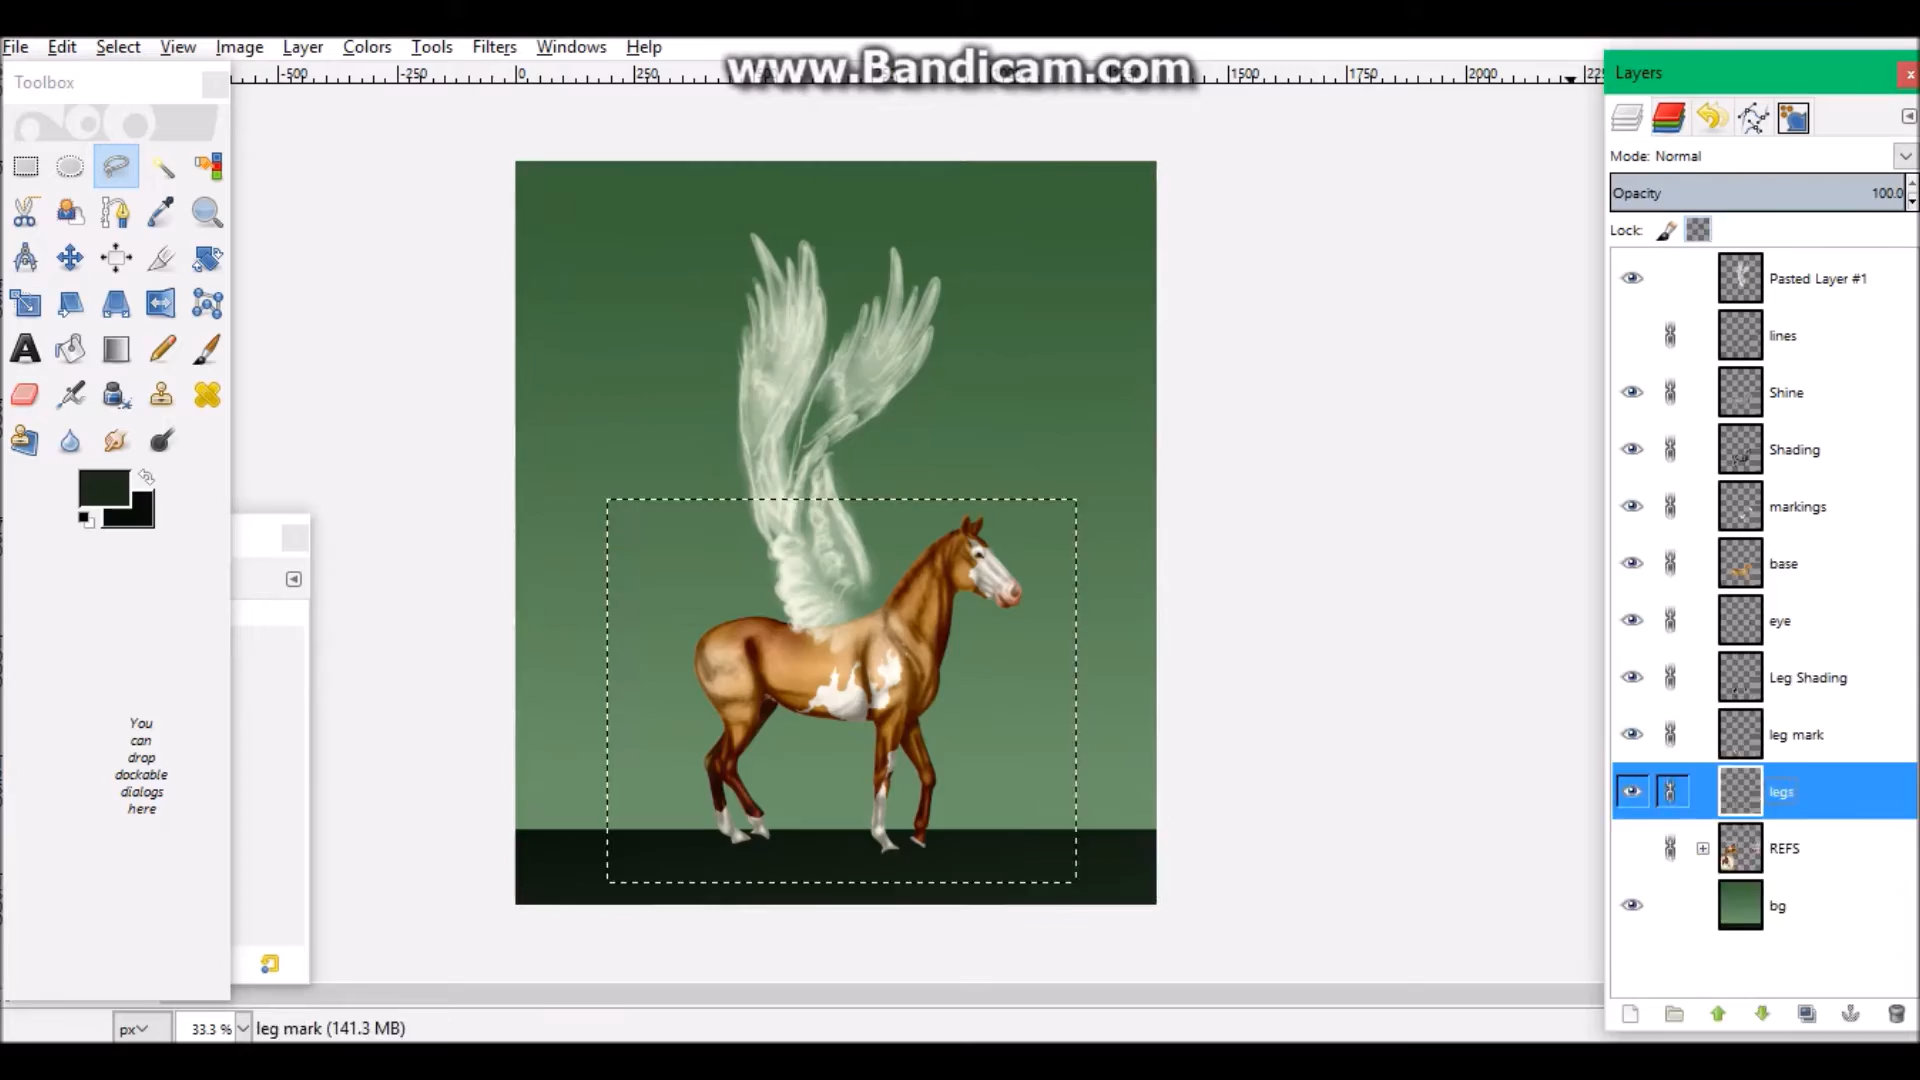 File Edit Select View Image Layer Colors Tools Filters Windows Help
www.Bandicam.com
Toolbox
-500 -250 0 250 1500 1750 2000
Layers
Mode: Normal
Opacity 100.0
Lock:
Pasted Layer #1
lines
Shine
Shading
markings
base
eye
Leg Shading
leg mark
legs
REFS
bg
You
can
drop
dockable
dialogs
here
px 33.3 % leg mark (141.3 MB)